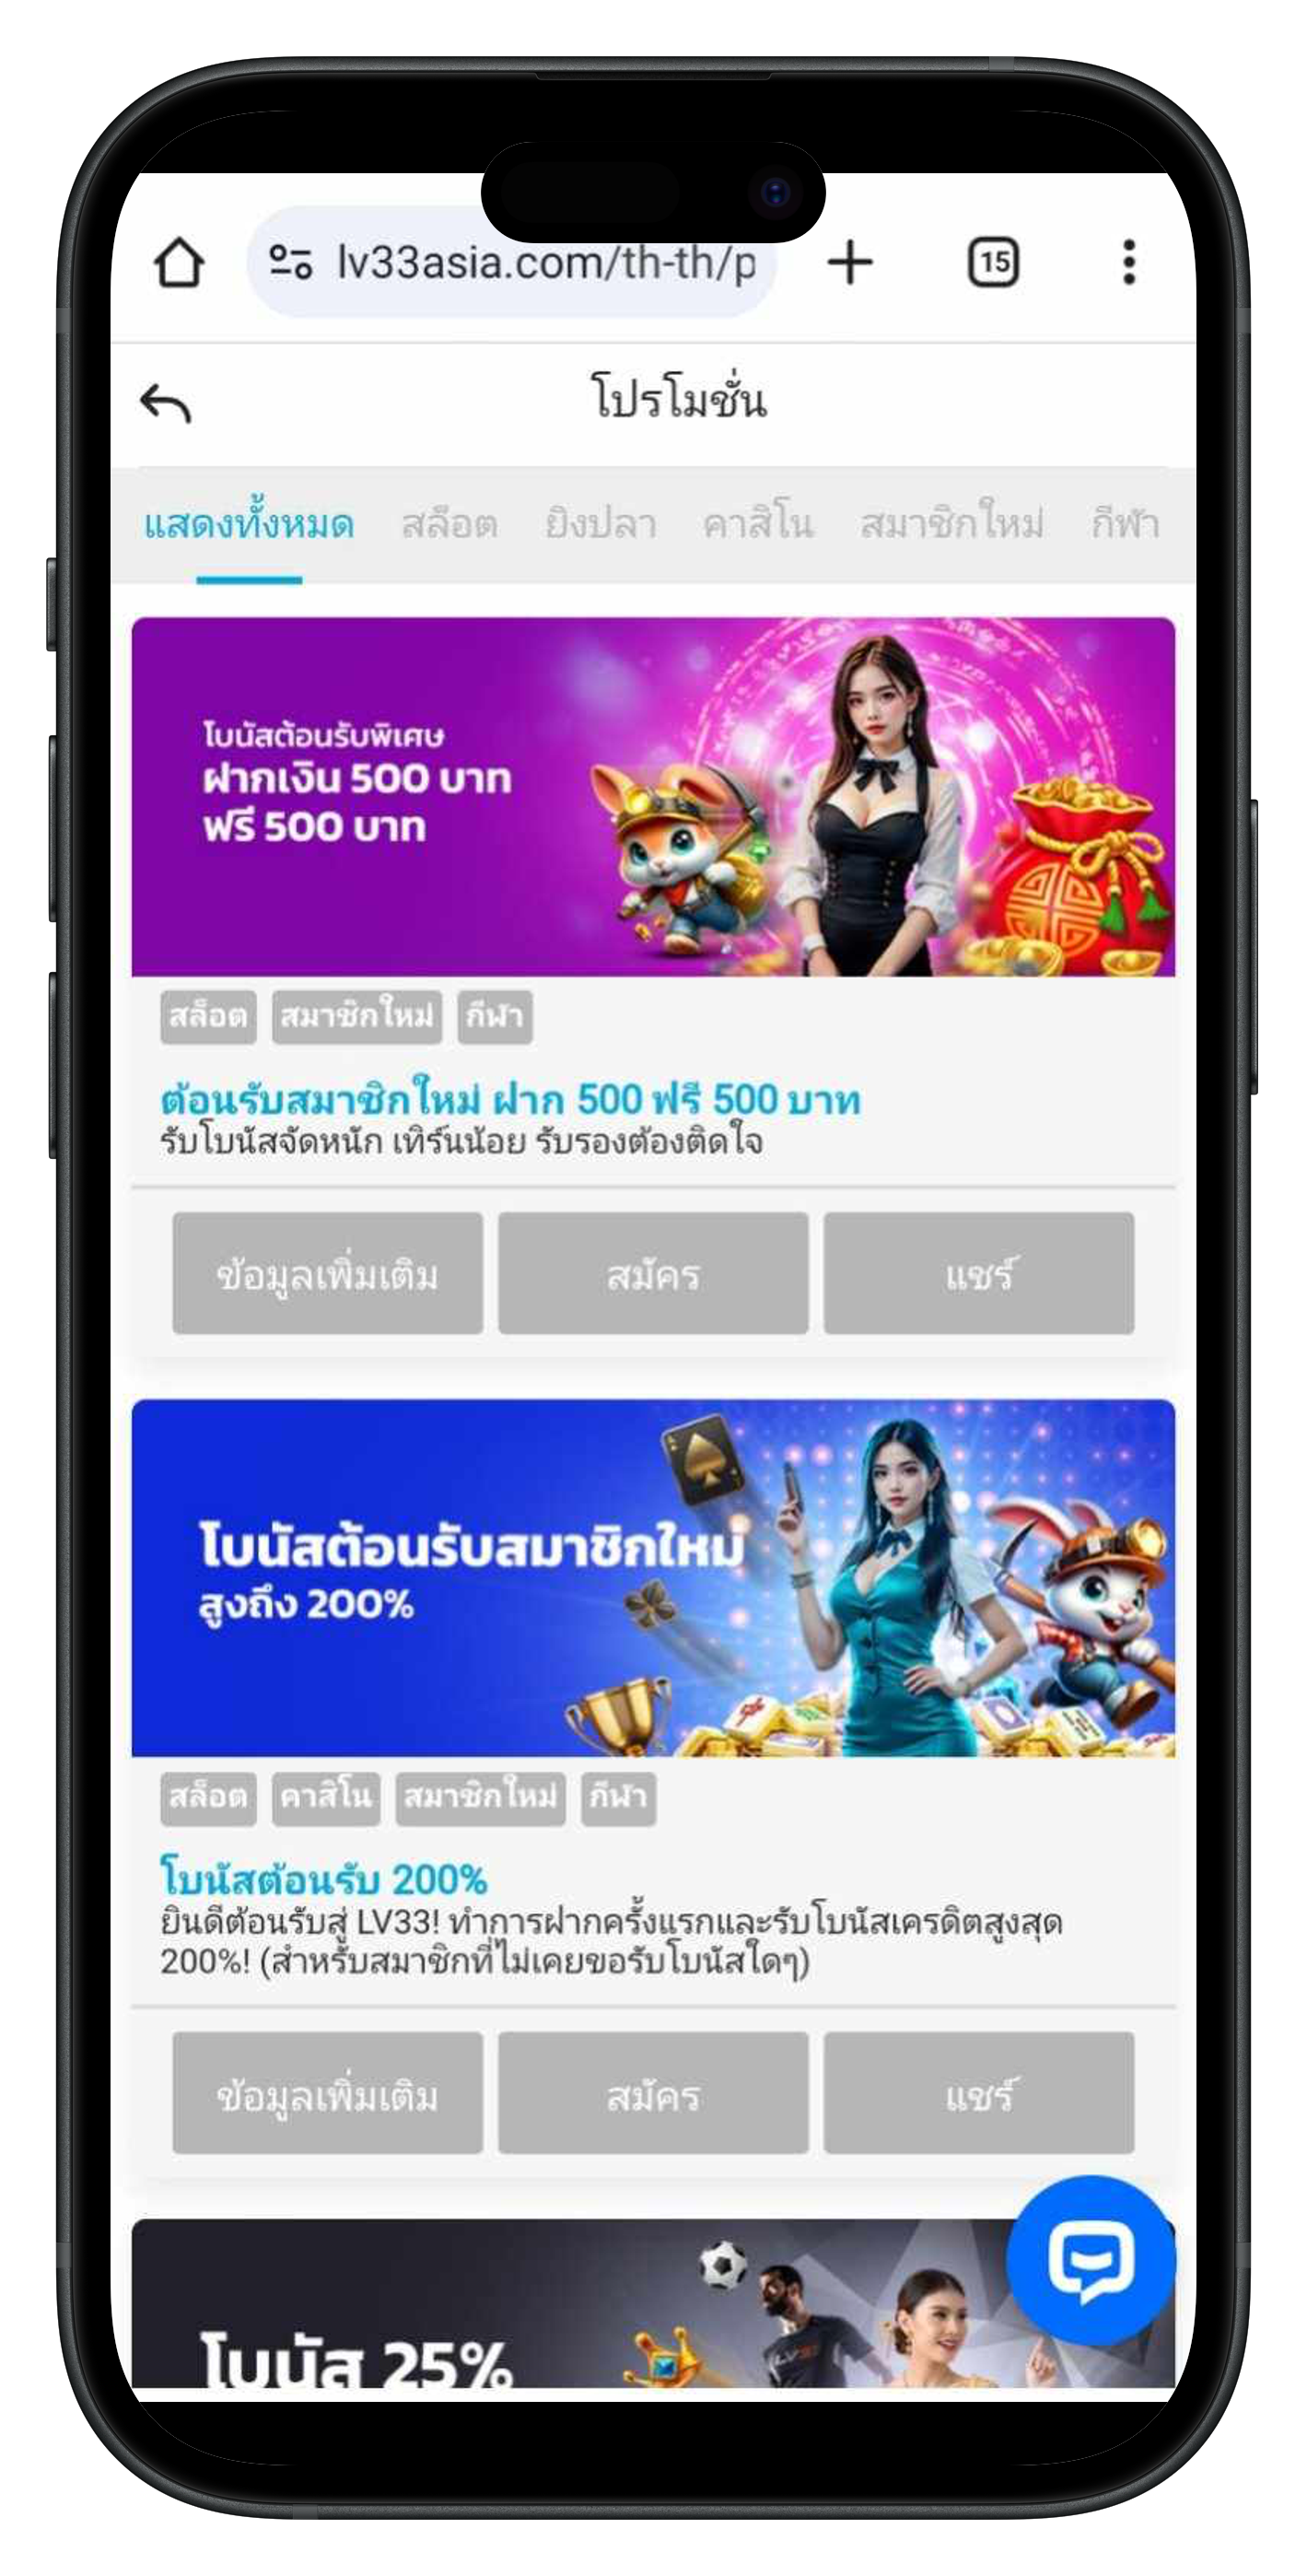 lv33asia.com/th-th/p
15
โปรโมชั่น
แสดงทั้งหมด สล็อต ยิงปลา คาสิโน สมาชิกใหม่ กีฬา
โบนัสต้อนรับพิเศษ
ฝากเงิน 500 บาท
ฟรี 500 บาท
สล็อต สมาชิกใหม่ กีฬา
ต้อนรับสมาชิกใหม่ ฝาก 500 ฟรี 500 บาท
รับโบนัสจัดหนัก เทิร์นน้อย รับรองต้องติดใจ
ข้อมูลเพิ่มเติม สมัคร แชร์
โบนัสต้อนรับสมาชิกใหม่
สูงถึง 200%
สล็อต คาสิโน สมาชิกใหม่ กีฬา
โบนัสต้อนรับ 200%
ยินดีต้อนรับสู่ LV33! ทำการฝากครั้งแรกและรับโบนัสเครดิตสูงสุด
200%! (สำหรับสมาชิกที่ไม่เคยขอรับโบนัสใดๆ)
ข้อมูลเพิ่มเติม สมัคร แชร์
โบนัส 25%